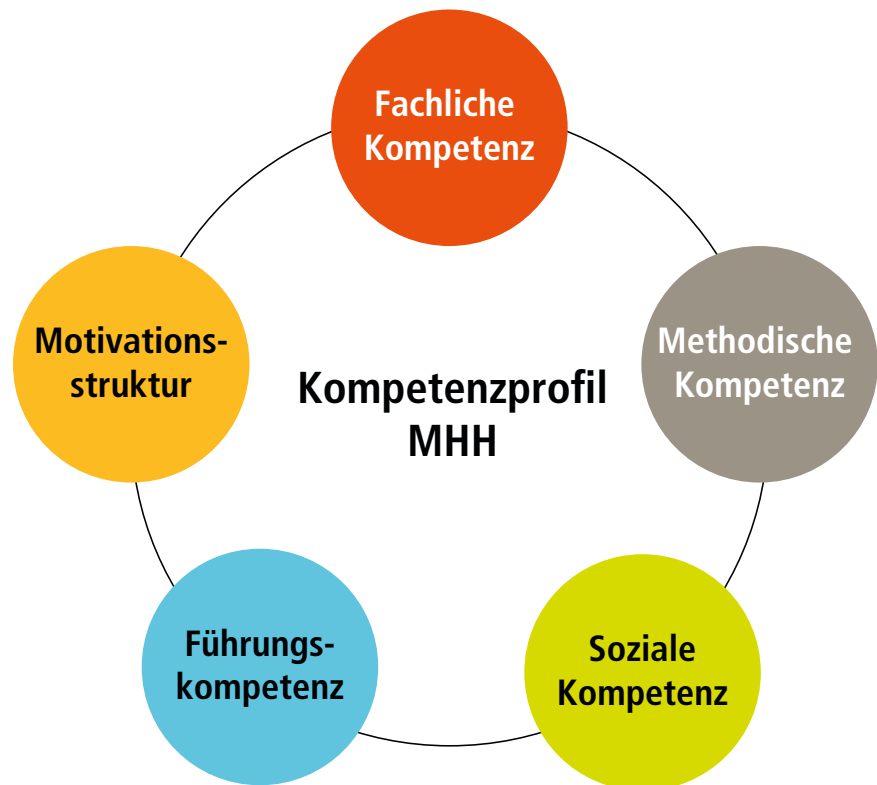 Fachliche
Kompetenz
Methodische
Kompetenz
Soziale
Kompetenz
Führungs-
kompetenz
Motivations-
struktur
Kompetenzprofil
MHH